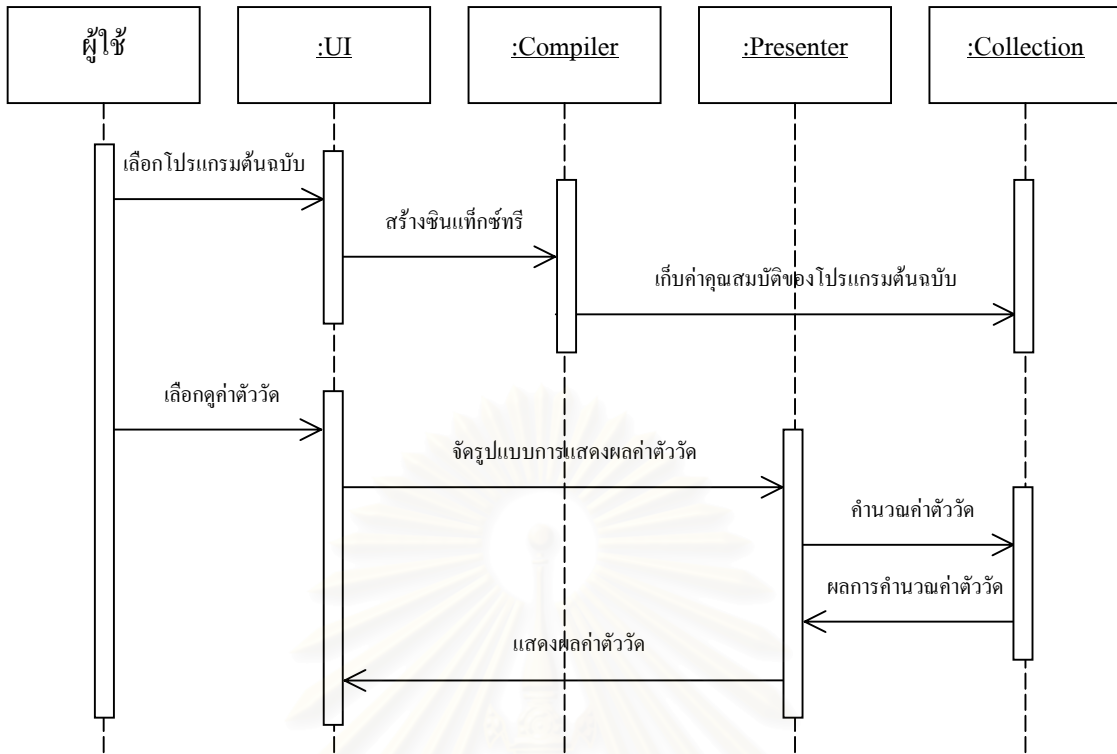 ผู้ใช้
:UI
:Compiler
:Presenter
:Collection
เลือกโปรแกรมต้นฉบับ
สร้างซินแท็กซ์ทรี
เก็บค่าคุณสมบัติของโปรแกรมต้นฉบับ
เลือกดูค่าตัววัด
จัดรูปแบบการแสดงผลค่าตัววัด
คำนวณค่าตัววัด
ผลการคำนวณค่าตัววัด
แสดงผลค่าตัววัด